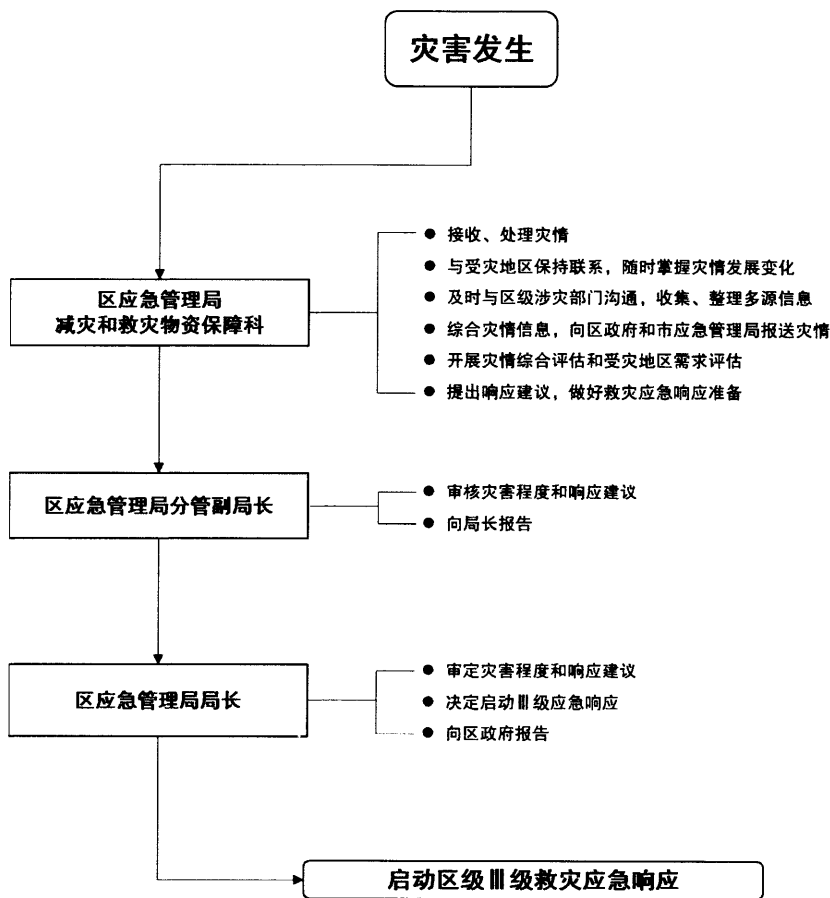 灾害发生
区应急管理局
减灾和救灾物资保障科
● 接收、处理灾情
● 与受灾地区保持联系，随时掌握灾情发展变化
● 及时与区级涉灾部门沟通，收集、整理多源信息
● 综合灾情信息，向区政府和市应急管理局报送灾情
● 开展灾情综合评估和受灾地区需求评估
● 提出响应建议，做好救灾应急响应准备
区应急管理局分管副局长
● 审核灾害程度和响应建议
● 向局长报告
区应急管理局局长
● 审定灾害程度和响应建议
● 决定启动Ⅲ级应急响应
● 向区政府报告
启动区级Ⅲ级救灾应急响应